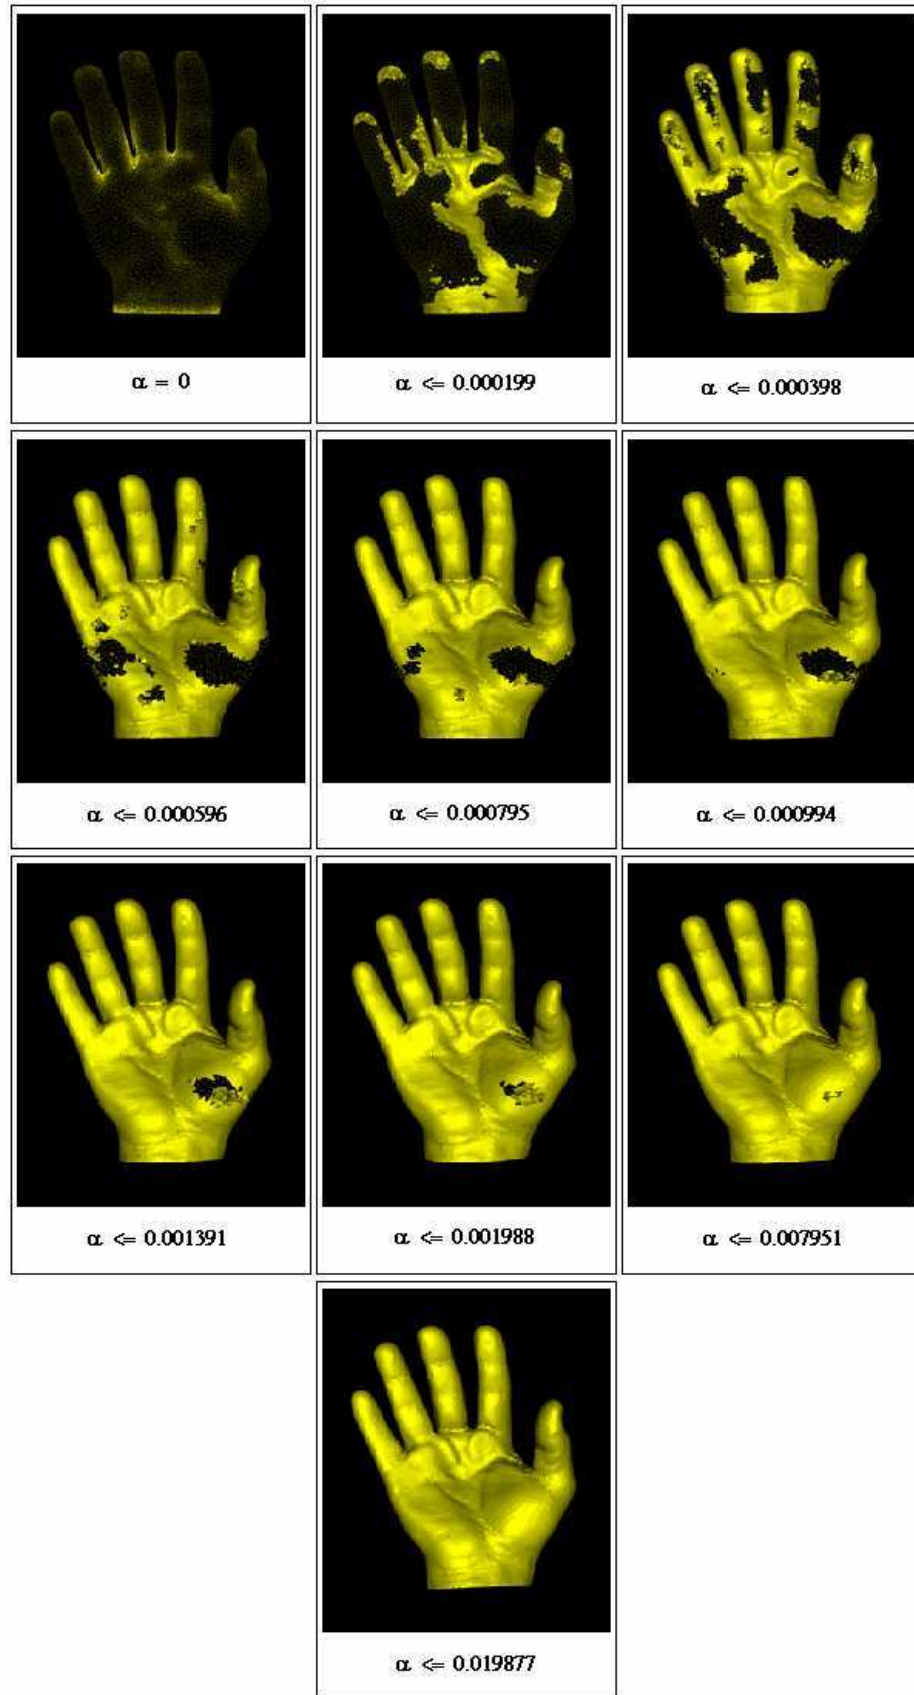 α = 0
α <= 0.000199
α <= 0.000398
α <= 0.000596
α <= 0.000795
α <= 0.000994
α <= 0.001391
α <= 0.001988
α <= 0.007951
α <= 0.019877